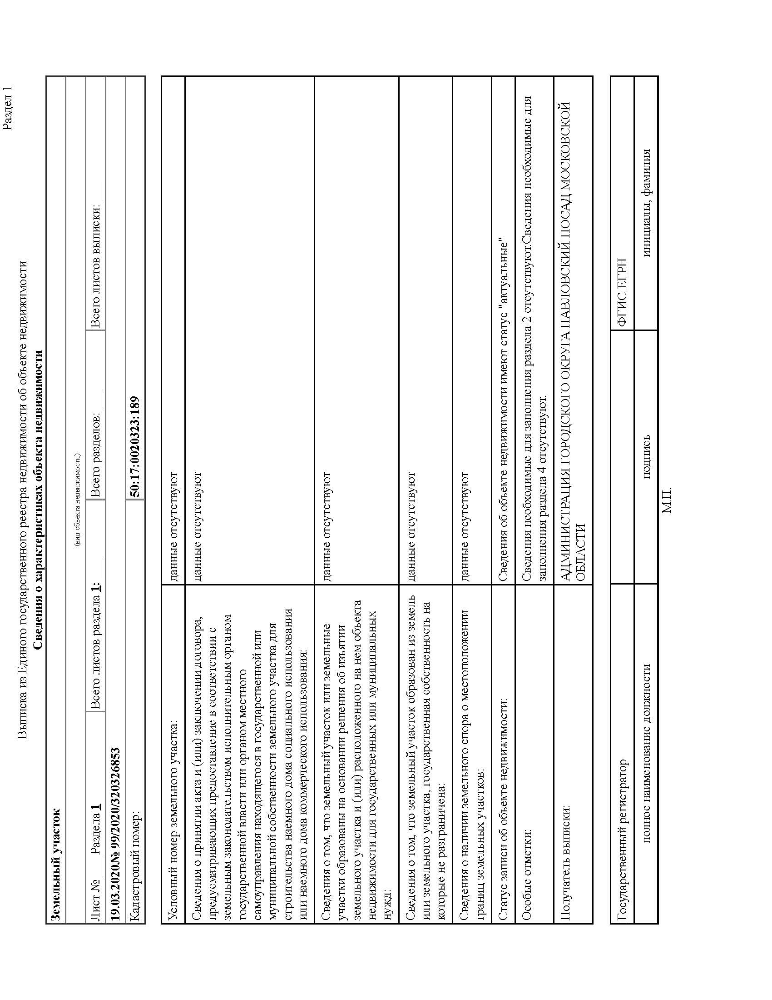 Раздел 1
Выписка из Единого государственного реестра недвижимости об объекте недвижимости
Сведения о характеристиках объекта недвижимости
Земельный участок
(вид объекта недвижимости)
Лист № ___ Раздела 1 Всего листов раздела 1: ___ Всего разделов: ___ Всего листов выписки: ___
19.03.2020№ 99/2020/320326853
Кадастровый номер: 50:17:0020323:189
Условный номер земельного участка: данные отсутствуют
Сведения о принятии акта и (или) заключении договора, данные отсутствуют
предусматривающих предоставление в соответствии с
земельным законодательством исполнительным органом
государственной власти или органом местного
самоуправления находящегося в государственной или
муниципальной собственности земельного участка для
строительства наемного дома социального использования
или наемного дома коммерческого использования:
Сведения о том, что земельный участок или земельные данные отсутствуют
участки образованы на основании решения об изъятии
земельного участка и (или) расположенного на нем объекта
недвижимости для государственных или муниципальных
нужд:
Сведения о том, что земельный участок образован из земель данные отсутствуют
или земельного участка, государственная собственность на
которые не разграничена:
Сведения о наличии земельного спора о местоположении данные отсутствуют
границ земельных участков:
Статус записи об объекте недвижимости: Сведения об объекте недвижимости имеют статус "актуальные"
Особые отметки: Сведения необходимые для заполнения раздела 2 отсутствуют.Сведения необходимые для
заполнения раздела 4 отсутствуют.
Получатель выписки: АДМИНИСТРАЦИЯ ГОРОДСКОГО ОКРУГА ПАВЛОВСКИЙ ПОСАД МОСКОВСКОЙ
ОБЛАСТИ
Государственный регистратор ФГИС ЕГРН
полное наименование должности подпись инициалы, фамилия
М.П.